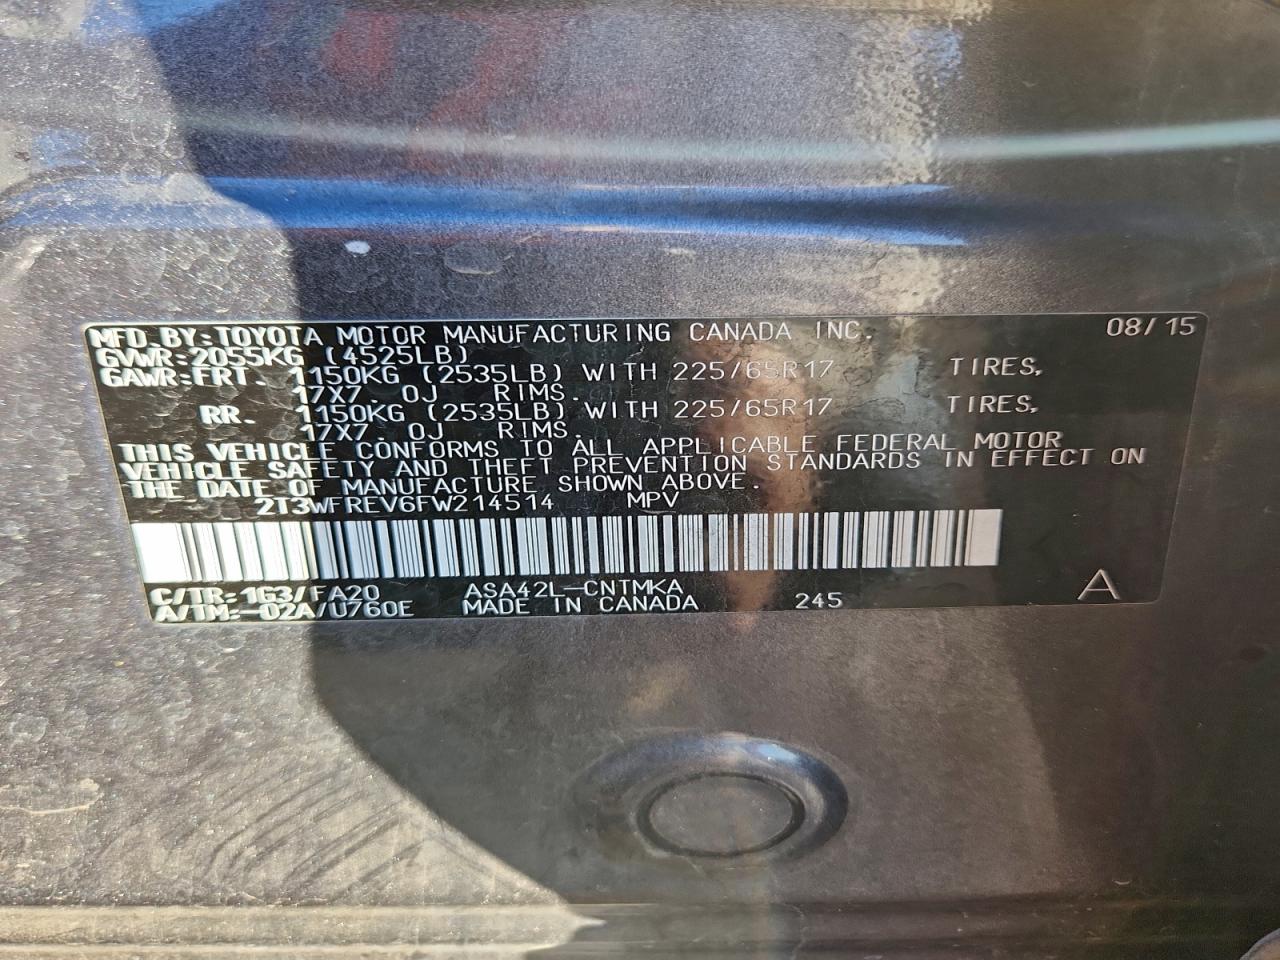 MFD. BY: TOYOTA MOTOR MANUFACTURING CANADA INC. 08/15
GVWR: 2055KG (4525LB)
GAWR: FRT. 1150KG (2535LB) WITH 225/65R17 TIRES,
17X7. 0J RIMS.
RR. 1150KG (2535LB) WITH 225/65R17 TIRES,
17X7. 0J RIMS.
THIS VEHICLE CONFORMS TO ALL APPLICABLE FEDERAL MOTOR
VEHICLE SAFETY AND THEFT PREVENTION STANDARDS IN EFFECT ON
THE DATE OF MANUFACTURE SHOWN ABOVE.
2T3WFREV6FW214514 MPV
C/TR: 1G3/FA20 ASA42L-CNTMKA
A/TM: -02A/U760E MADE IN CANADA 245 A